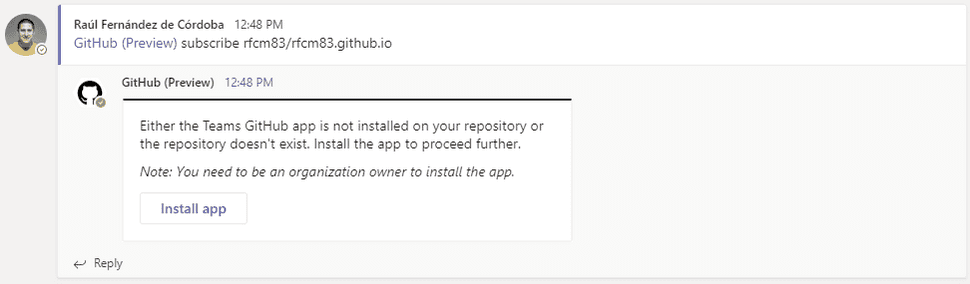 Raúl Fernández de Córdoba 12:48 PM
GitHub (Preview) subscribe rfcm83/rfcm83.github.io
GitHub (Preview) 12:48 PM
Either the Teams GitHub app is not installed on your repository or
the repository doesn't exist. Install the app to proceed further.
Note: You need to be an organization owner to install the app.
Install app
Reply